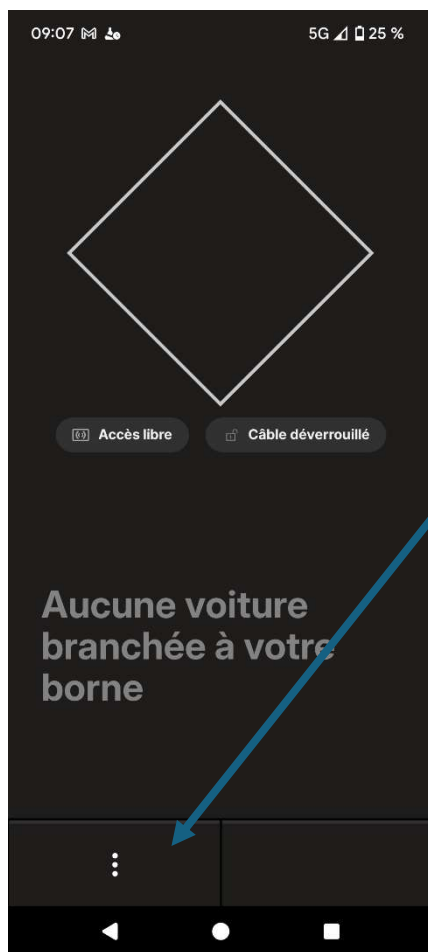 09:07 5G 25 %
Accès libre Câble déverrouillé
Aucune voiture
branchée à votre
borne